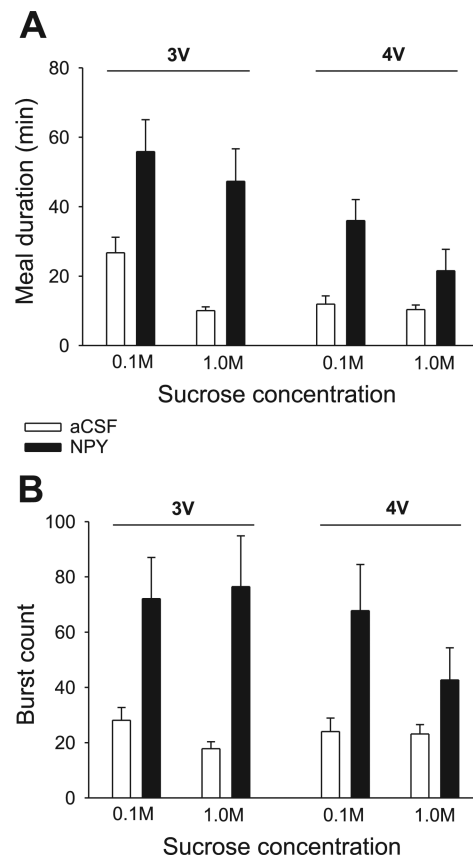 A
3V 4V
80
60
40
20
0
Meal duration (min)
0.1M 1.0M 0.1M 1.0M
Sucrose concentration
aCSF
NPY
B
3V 4V
100
80
60
40
20
0
Burst count
0.1M 1.0M 0.1M 1.0M
Sucrose concentration